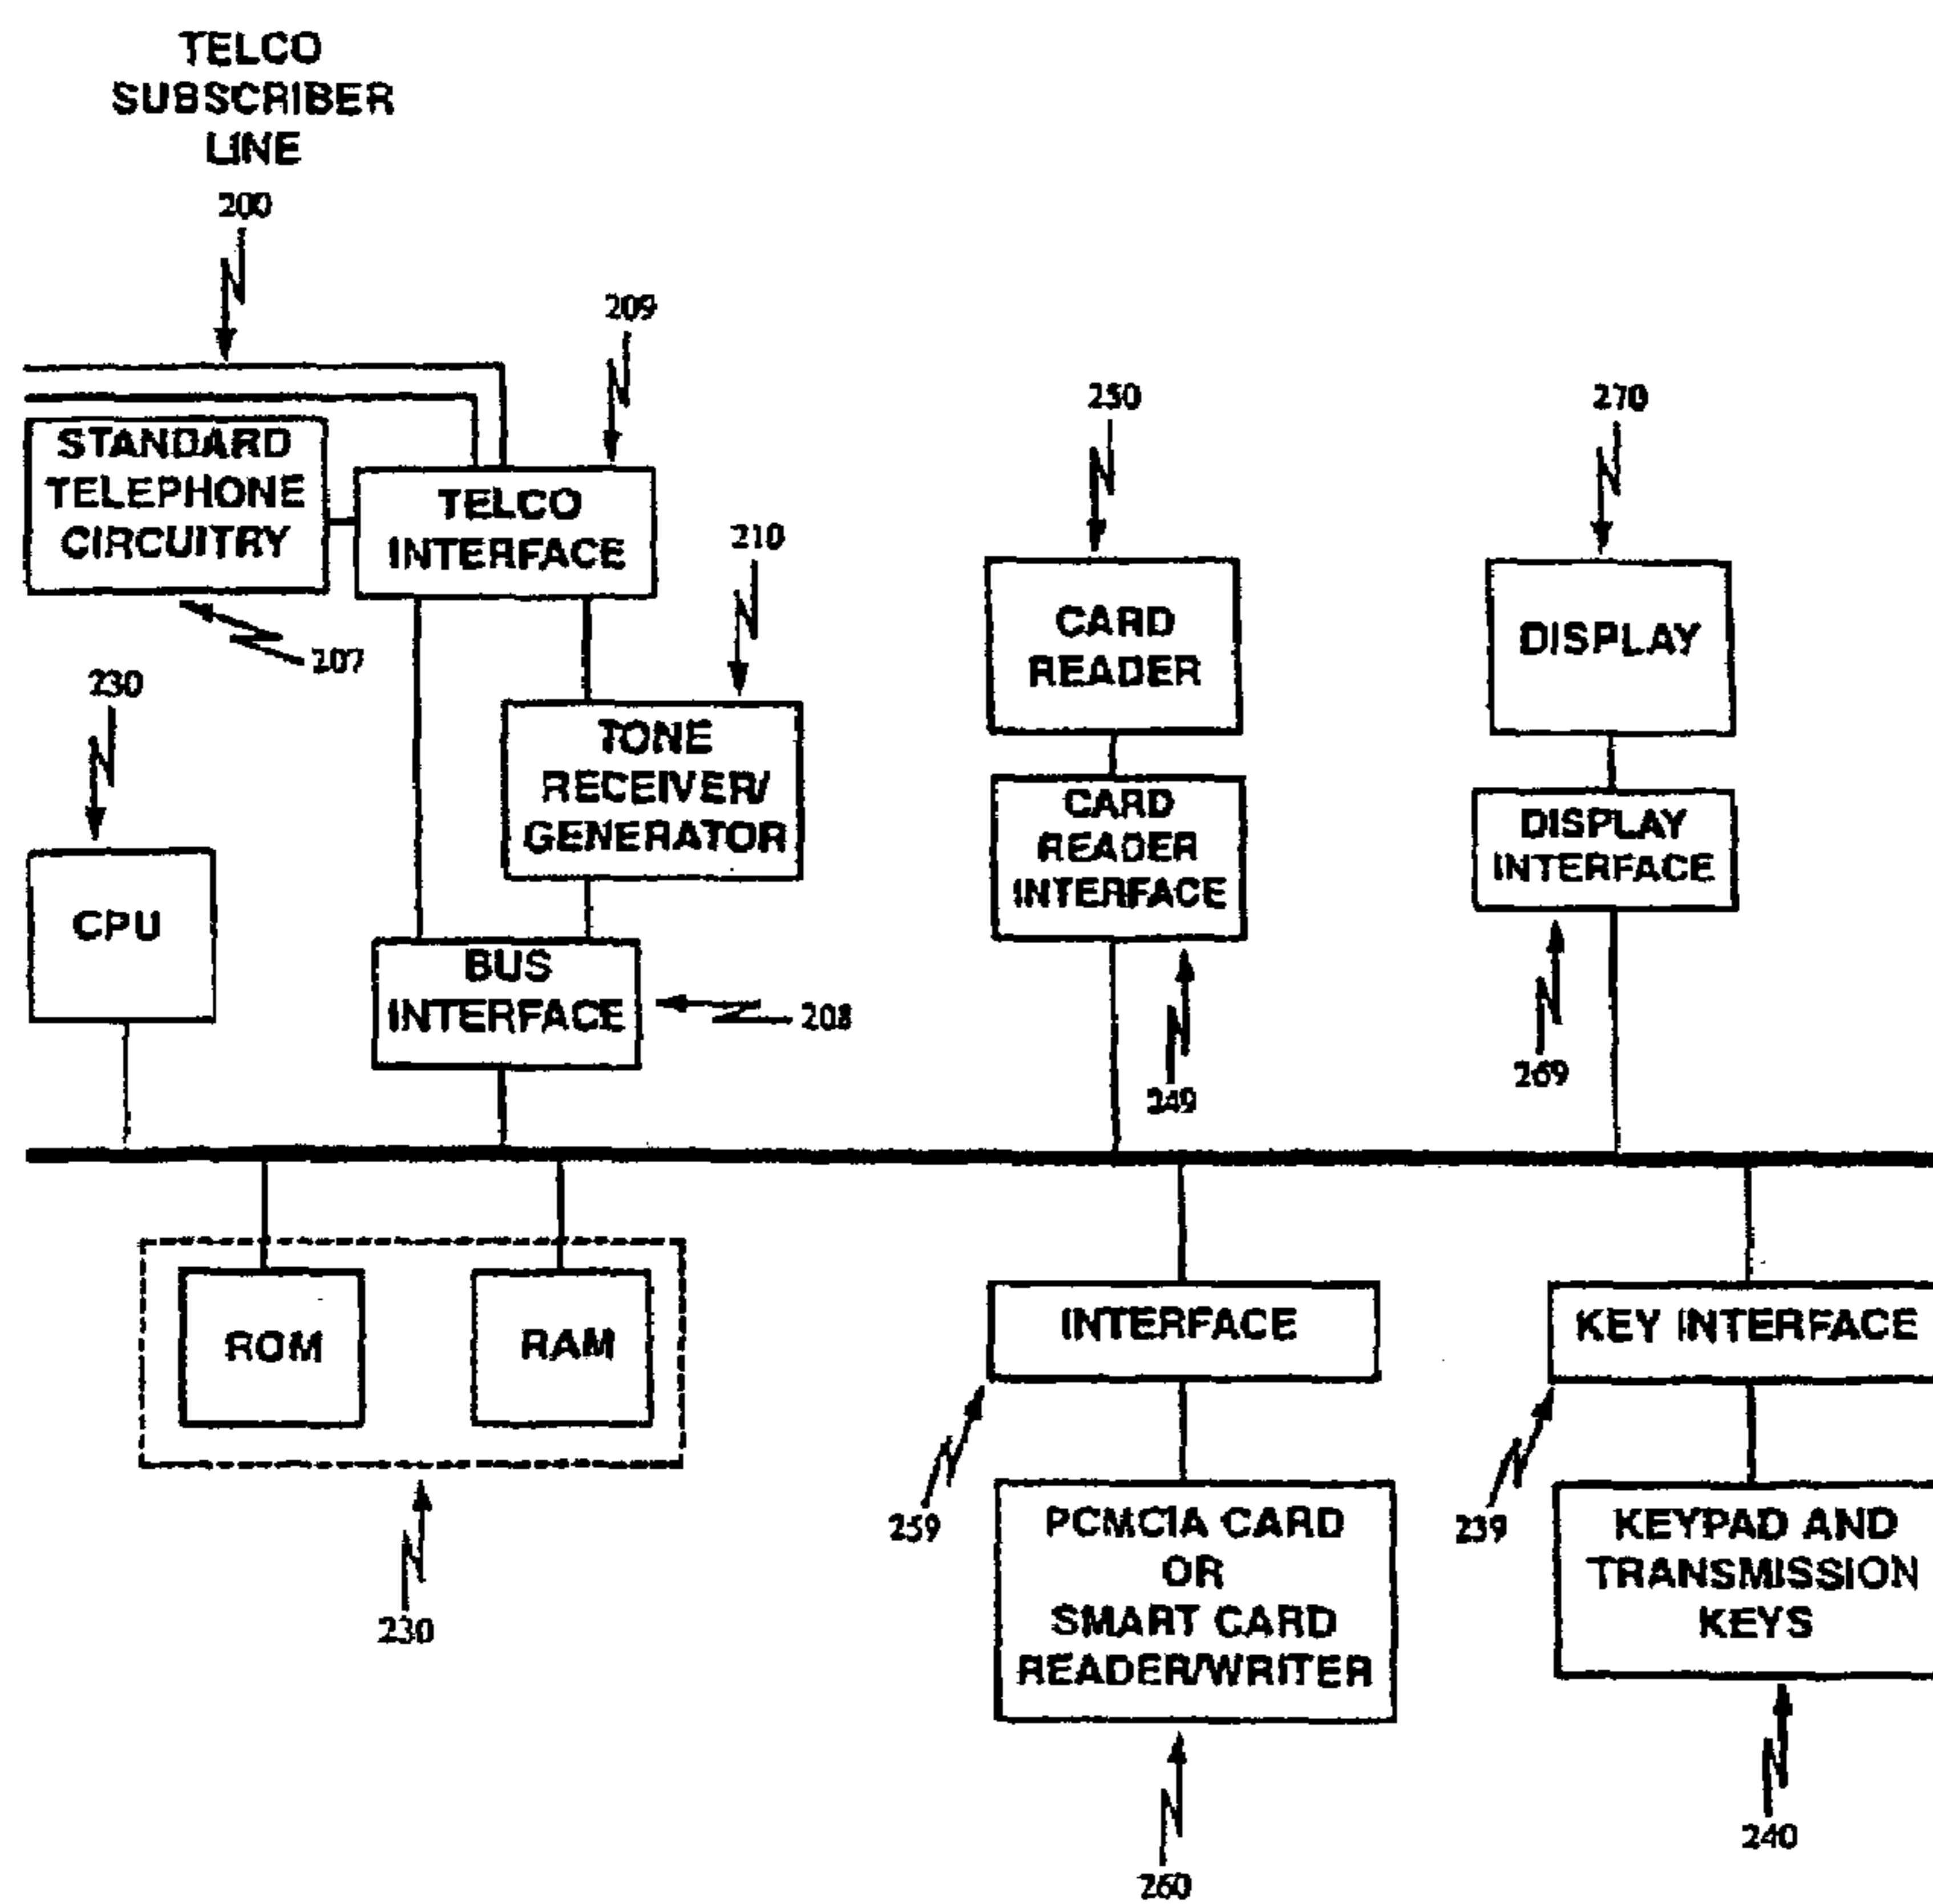 TELCO
SUBSCRIBER
LINE
200
209
STANDARD
TELEPHONE
CIRCUITRY
207
TELCO
INTERFACE
210
TONE
RECEIVER/
GENERATOR
230
CPU
BUS
INTERFACE
208
250
CARD
READER
CARD
READER
INTERFACE
249
270
DISPLAY
DISPLAY
INTERFACE
269
ROM
RAM
230
INTERFACE
259
PCMCIA CARD
OR
SMART CARD
READER/WRITER
260
KEY INTERFACE
239
KEYPAD AND
TRANSMISSION
KEYS
240